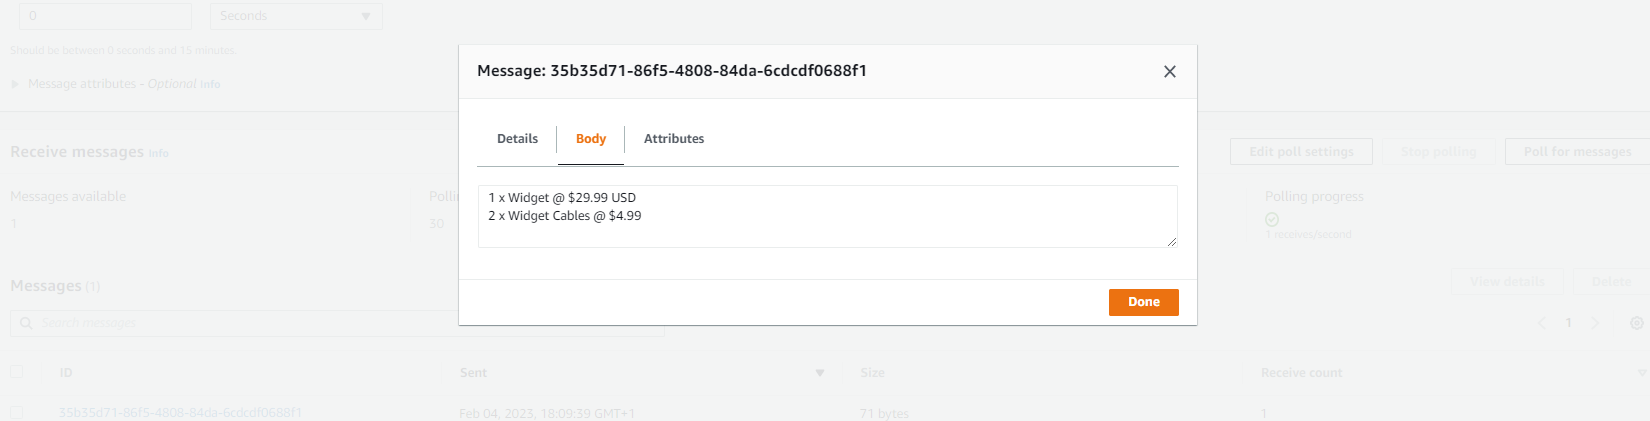 0
Seconds
Should be between 0 seconds and 15 minutes.
Message attributes - Optional Info
Message: 35b35d71-86f5-4808-84da-6cdcdf0688f1
Details
Body
Attributes
1 x Widget @ $29.99 USD
2 x Widget Cables @ $4.99
Done
Receive messages Info
Edit poll settings
Stop polling
Poll for messages
Messages available
1
30
Polling progress
1 receives/second
Messages (1)
View details
Delete
Search messages
1
ID
Sent
Size
Receive count
35b35d71-86f5-4808-84da-6cdcdf0688f1
Feb 04, 2023, 18:09:39 GMT+1
71 bytes
1